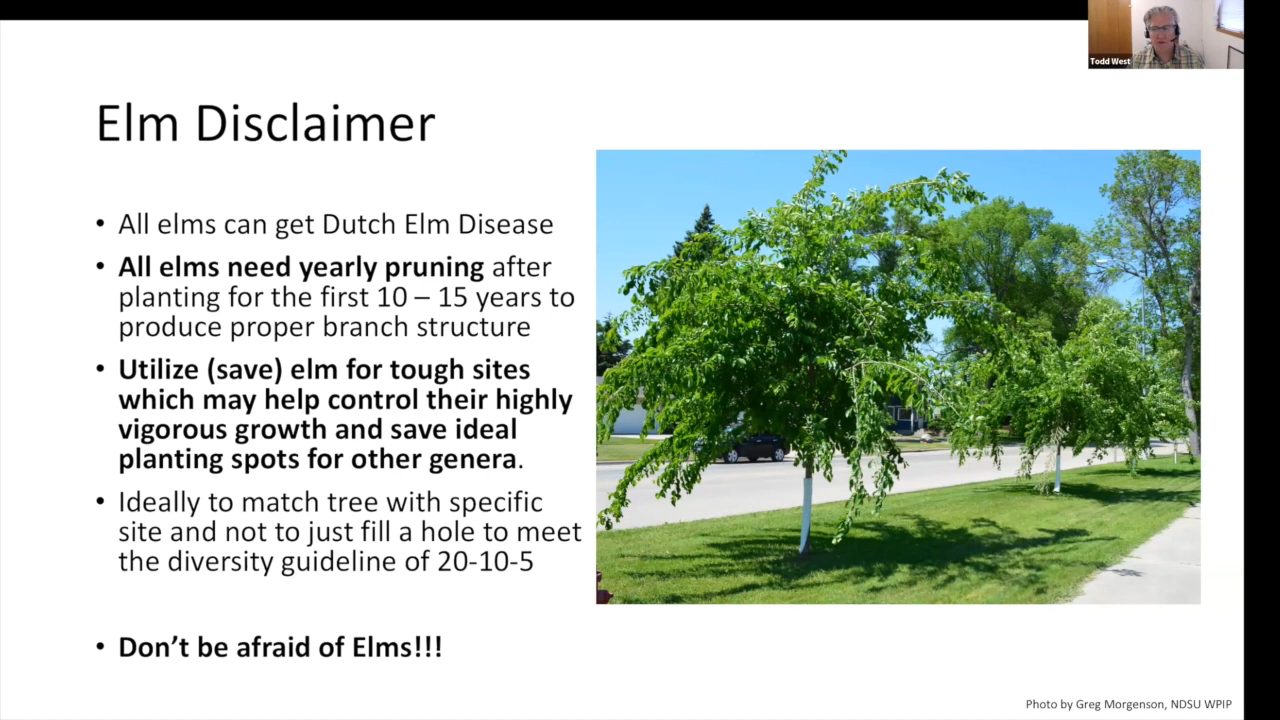 Todd West
Elm Disclaimer
• All elms can get Dutch Elm Disease
• All elms need yearly pruning after
planting for the first 10 – 15 years to
produce proper branch structure
• Utilize (save) elm for tough sites
which may help control their highly
vigorous growth and save ideal
planting spots for other genera.
• Ideally to match tree with specific
site and not to just fill a hole to meet
the diversity guideline of 20-10-5
• Don’t be afraid of Elms!!!
Photo by Greg Morgenson, NDSU WPIP